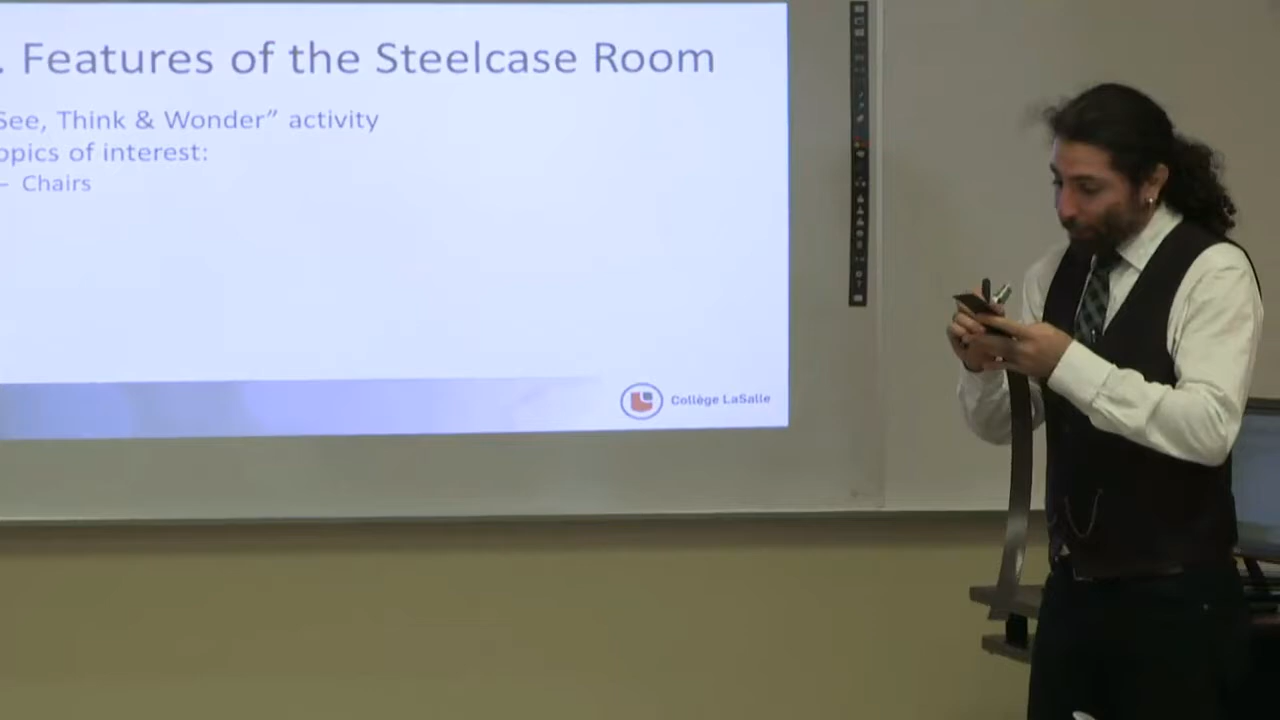 . Features of the Steelcase Room
See, Think & Wonder” activity
opics of interest:
– Chairs
Collège LaSalle